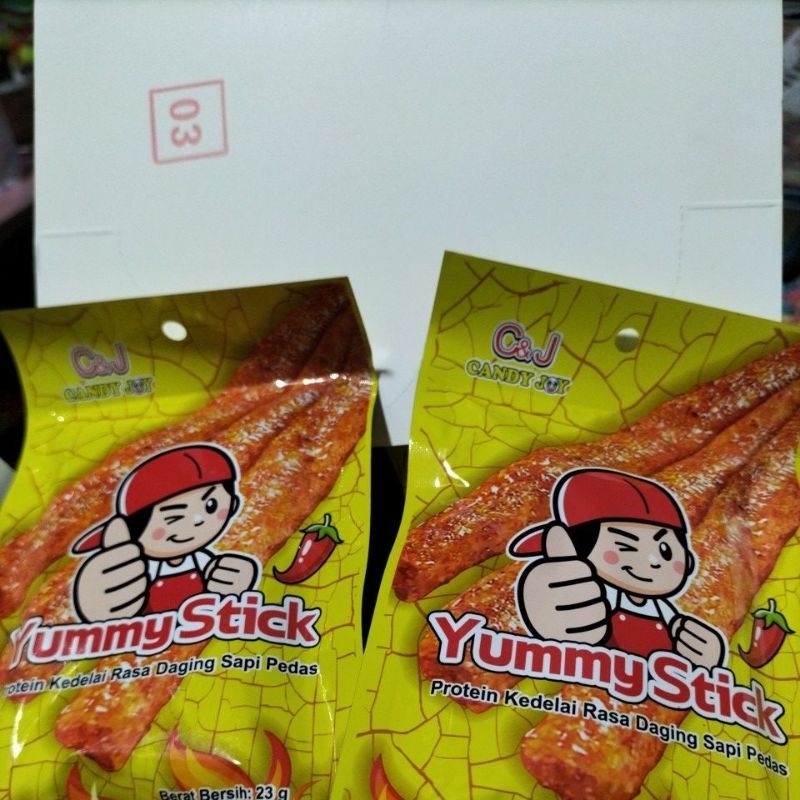 03
C&J
CANDY JOY
Yummy Stick
rotein Kedelai Rasa Daging Sapi Pedas
Berat Bersih: 23 g
C&J
CANDY JOY
Yummy Stick
Protein Kedelai Rasa Daging Sapi Pedas